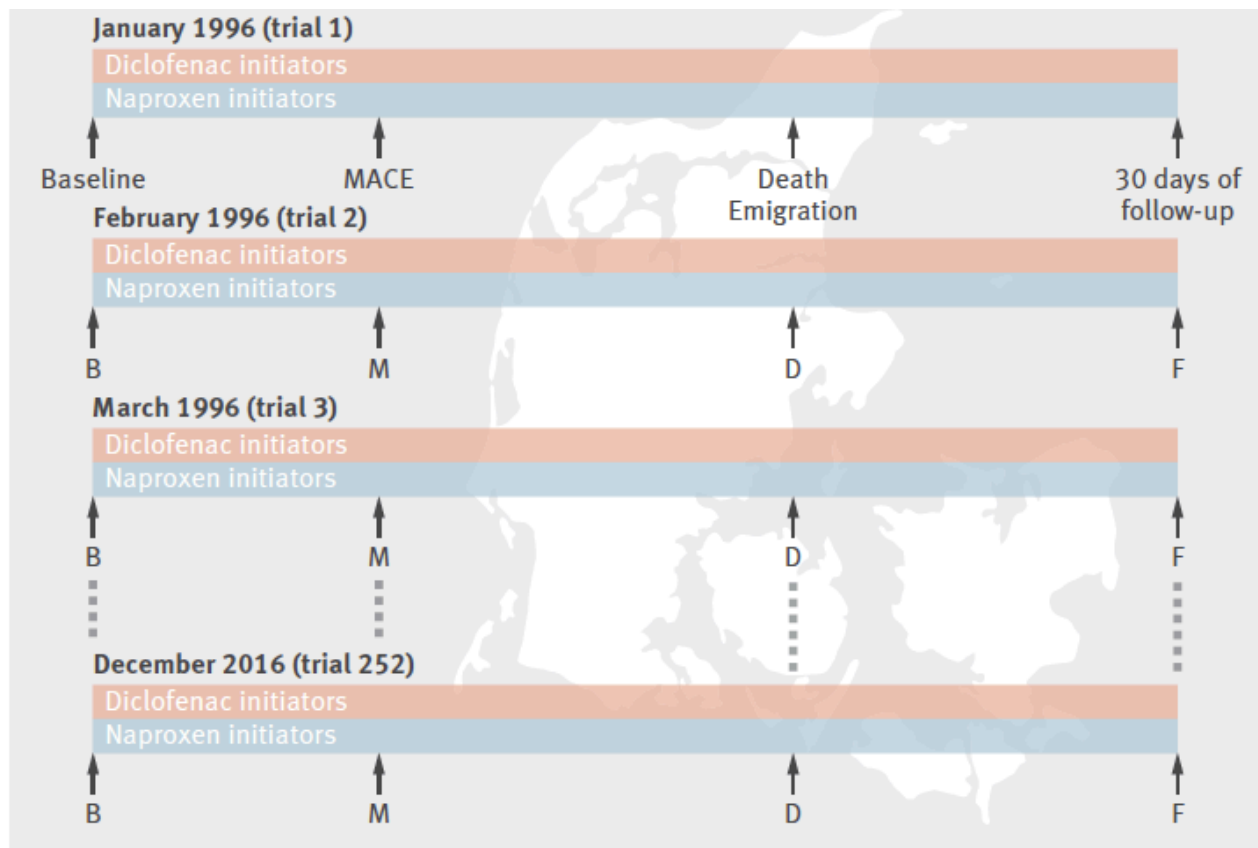 January 1996 (trial 1)
Diclofenac initiators
Naproxen initiators
Baseline
MACE
Death
Emigration
30 days of
follow-up
February 1996 (trial 2)
Diclofenac initiators
Naproxen initiators
B
M
D
F
March 1996 (trial 3)
Diclofenac initiators
Naproxen initiators
B
M
D
F
December 2016 (trial 252)
Diclofenac initiators
Naproxen initiators
B
M
D
F